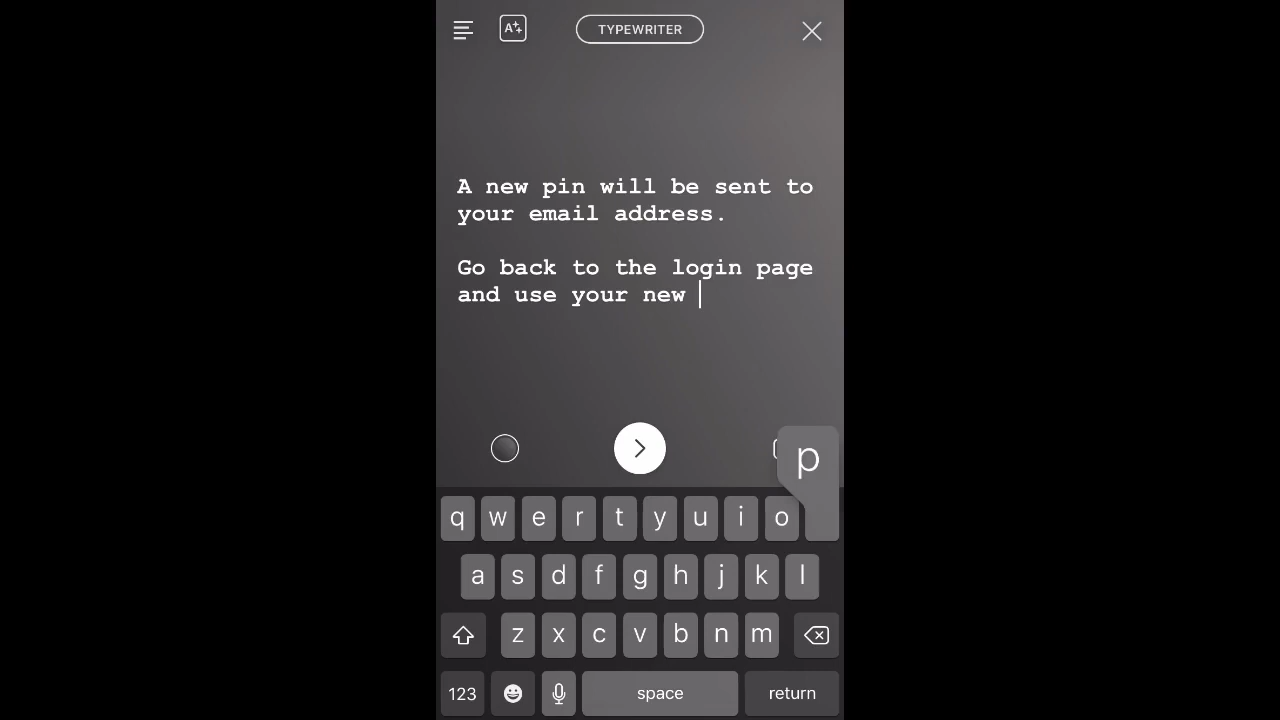 A+
TYPEWRITER
A new pin will be sent to
your email address.
Go back to the login page
and use your new
p
q w e r t y u i o
a s d f g h j k l
z x c v b n m
123 space return